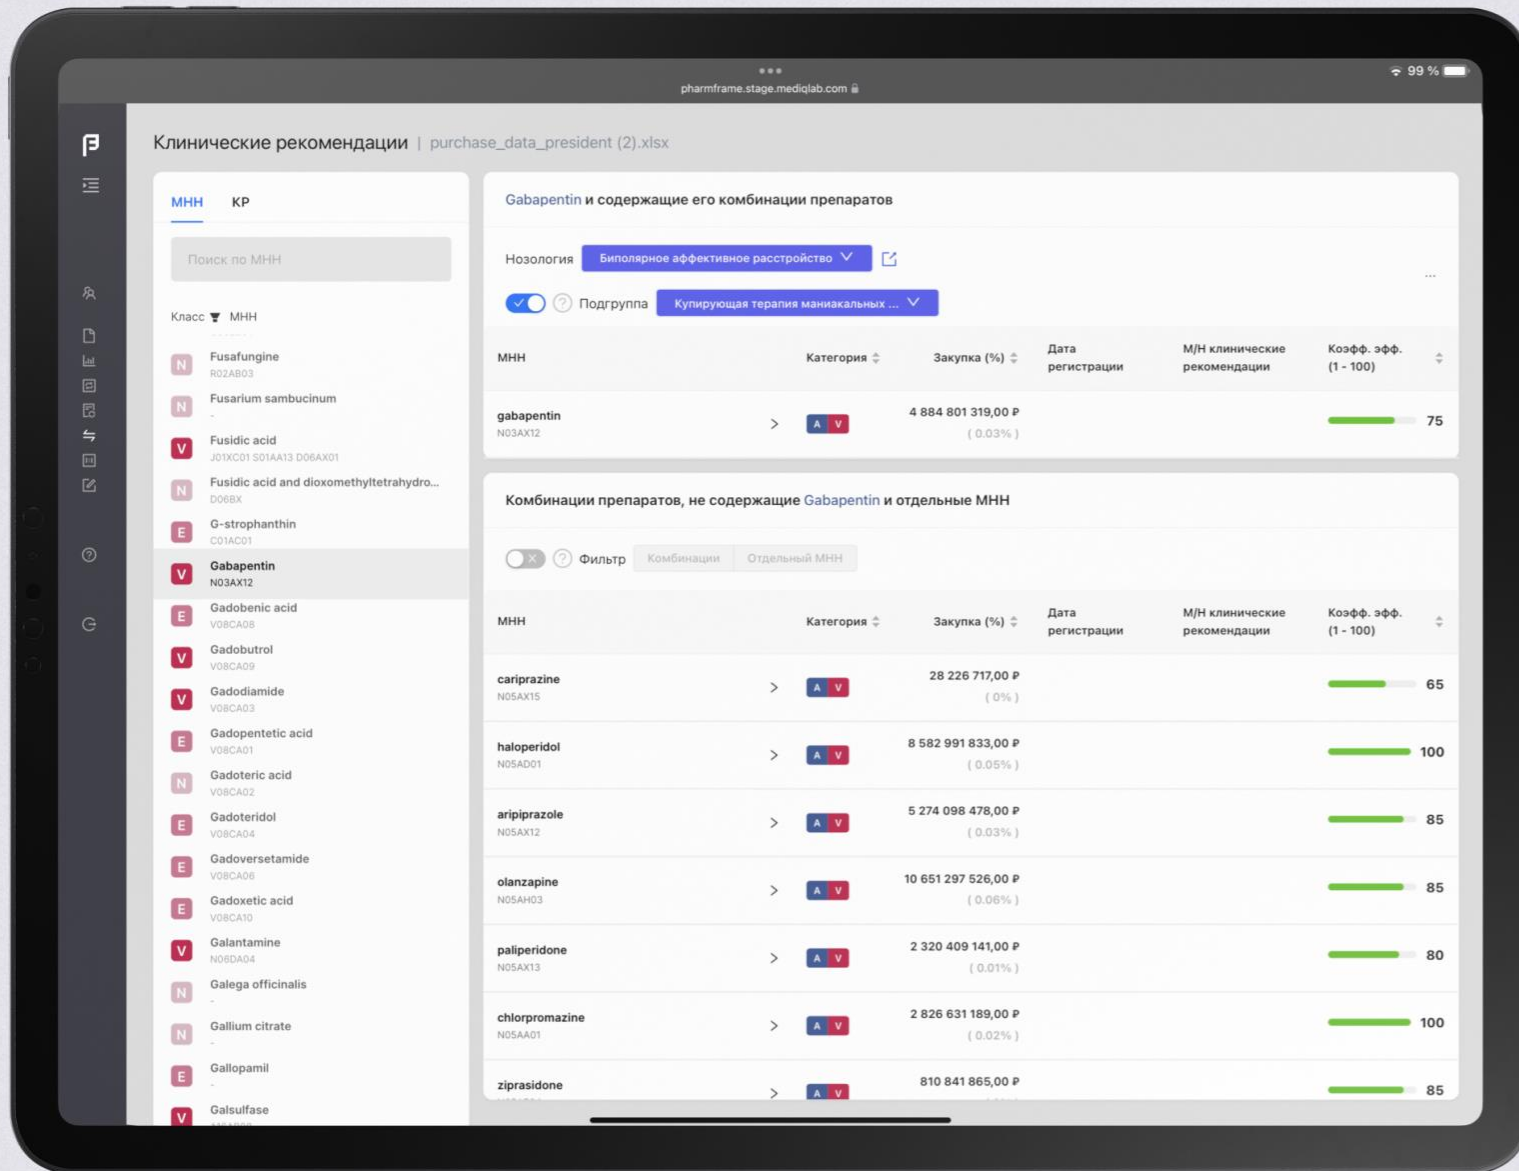 99 %
pharmframe.stage.mediqlab.com
Клинические рекомендации | purchase_data_president (2).xlsx
МНН КР
Поиск по МНН
Класс МНН
N Fusafungine
R02AB03
N Fusarium sambucinum
-
V Fusidic acid
J01XC01 S01AA13 D06AX01
N Fusidic acid and dioxomethyltetrahydro...
D06BX
E G-strophanthin
C01AC01
V Gabapentin
N03AX12
E Gadobenic acid
V08CA08
V Gadobutrol
V08CA09
V Gadodiamide
V08CA03
E Gadopentetic acid
V08CA01
N Gadoteric acid
V08CA02
E Gadoteridol
V08CA04
E Gadoversetamide
V08CA06
E Gadoxetic acid
V08CA10
V Galantamine
N06DA04
N Galega officinalis
-
N Gallium citrate
-
E Gallopamil
-
V Galsulfase
Gabapentin и содержащие его комбинации препаратов
Нозология Биполярное аффективное расстройство
...
? Подгруппа Купирующая терапия маниакальных ...
МНН Категория Закупка (%) Дата регистрации М/Н клинические рекомендации Коэфф. эфф. (1 - 100)
gabapentin > A V 4 884 801 319,00 ₽ 75
N03AX12 ( 0.03% )
Комбинации препаратов, не содержащие Gabapentin и отдельные МНН
? Фильтр Комбинации Отдельный МНН
МНН Категория Закупка (%) Дата регистрации М/Н клинические рекомендации Коэфф. эфф. (1 - 100)
cariprazine > A V 28 226 717,00 ₽ 65
N05AX15 ( 0% )
haloperidol > A V 8 582 991 833,00 ₽ 100
N05AD01 ( 0.05% )
aripiprazole > A V 5 274 098 478,00 ₽ 85
N05AX12 ( 0.03% )
olanzapine > A V 10 651 297 526,00 ₽ 85
N05AH03 ( 0.06% )
paliperidone > A V 2 320 409 141,00 ₽ 80
N05AX13 ( 0.01% )
chlorpromazine > A V 2 826 631 189,00 ₽ 100
N05AA01 ( 0.02% )
ziprasidone > A V 810 841 865,00 ₽ 85